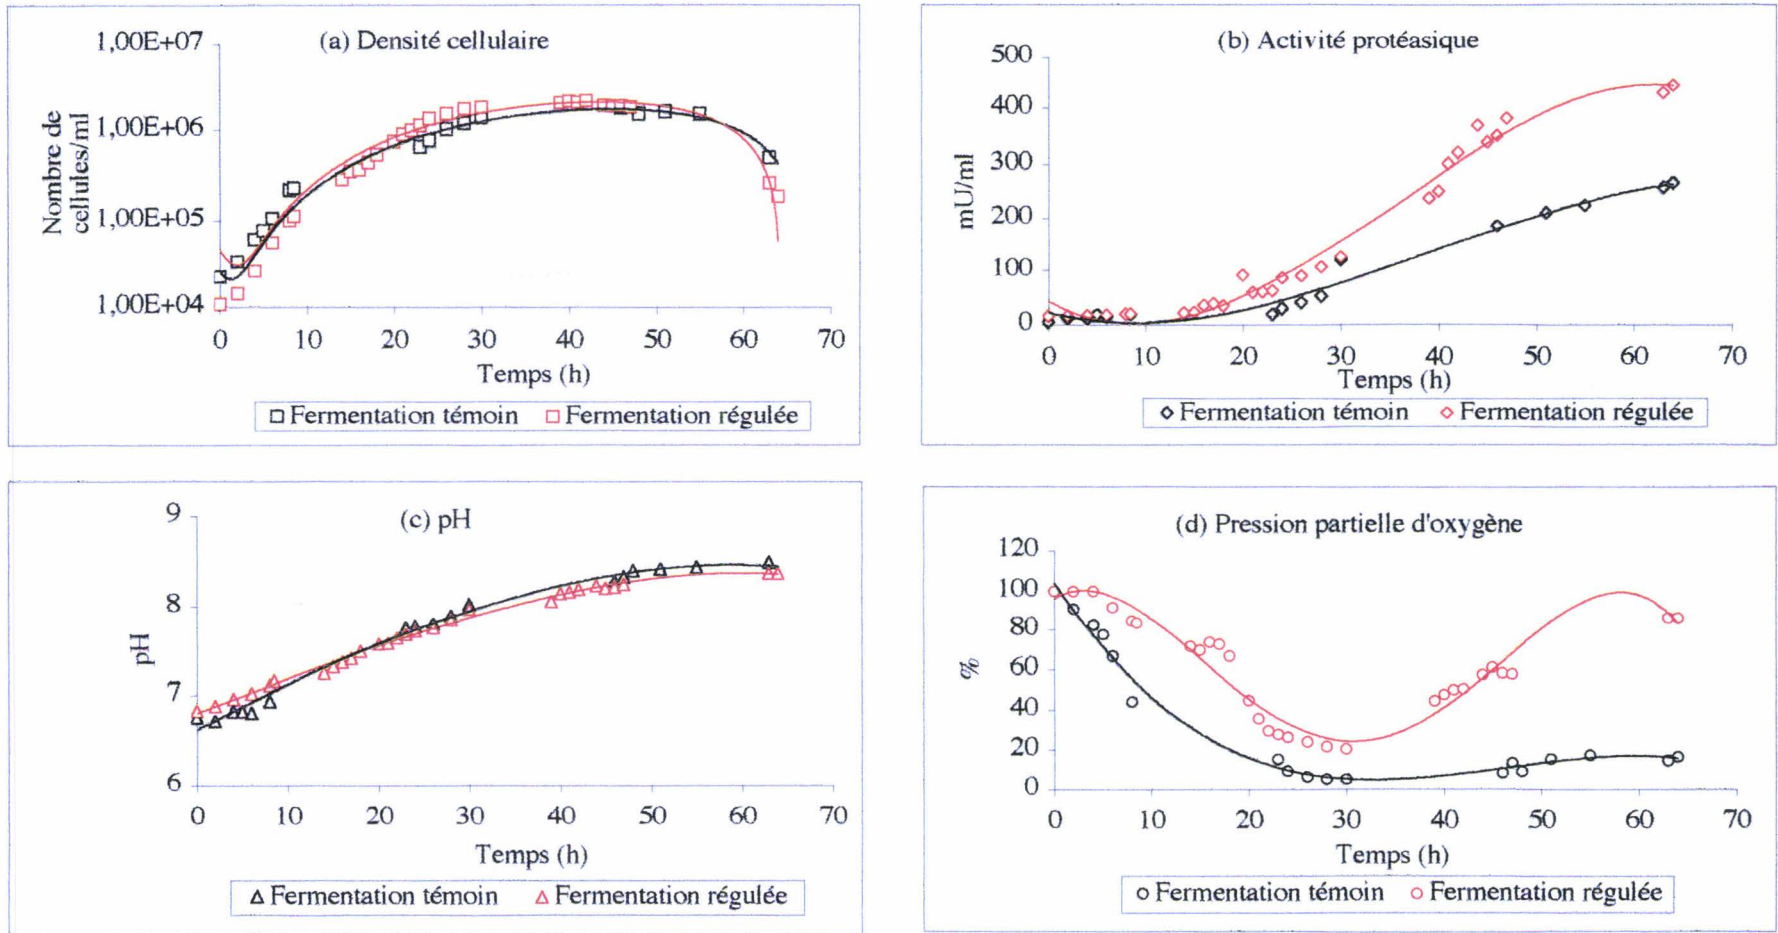 (a) Densité cellulaire
1,00E+07
1,00E+06
1,00E+05
1,00E+04
Nombre de
cellules/ml
0 10 20 30 40 50 60 70
Temps (h)
Fermentation témoin Fermentation régulée
(b) Activité protéasique
500
400
300
200
100
0
mU/ml
0 10 20 30 40 50 60 70
Temps (h)
Fermentation témoin Fermentation régulée
(c) pH
9
8
7
6
pH
0 10 20 30 40 50 60 70
Temps (h)
Fermentation témoin Fermentation régulée
(d) Pression partielle d'oxygène
120
100
80
60
40
20
0
%
0 10 20 30 40 50 60 70
Temps (h)
Fermentation témoin Fermentation régulée